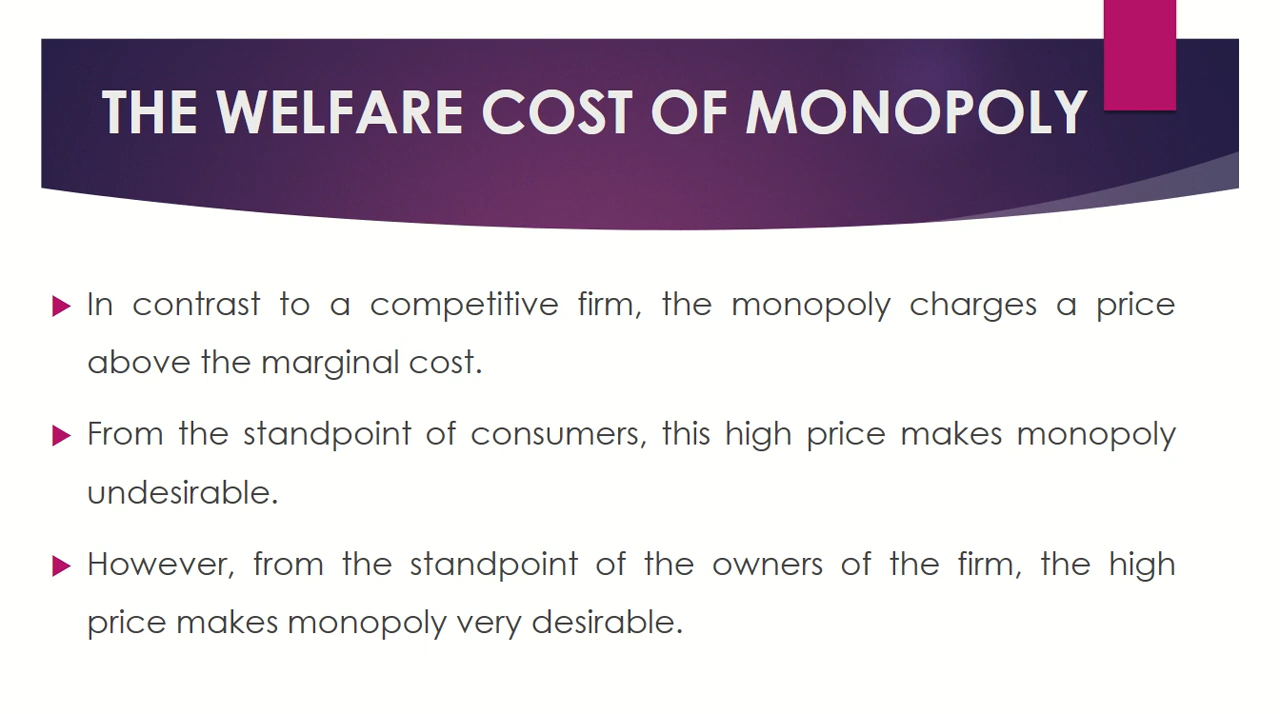 THE WELFARE COST OF MONOPOLY
In contrast to a competitive firm, the monopoly charges a price
above the marginal cost.
From the standpoint of consumers, this high price makes monopoly
undesirable.
However, from the standpoint of the owners of the firm, the high
price makes monopoly very desirable.